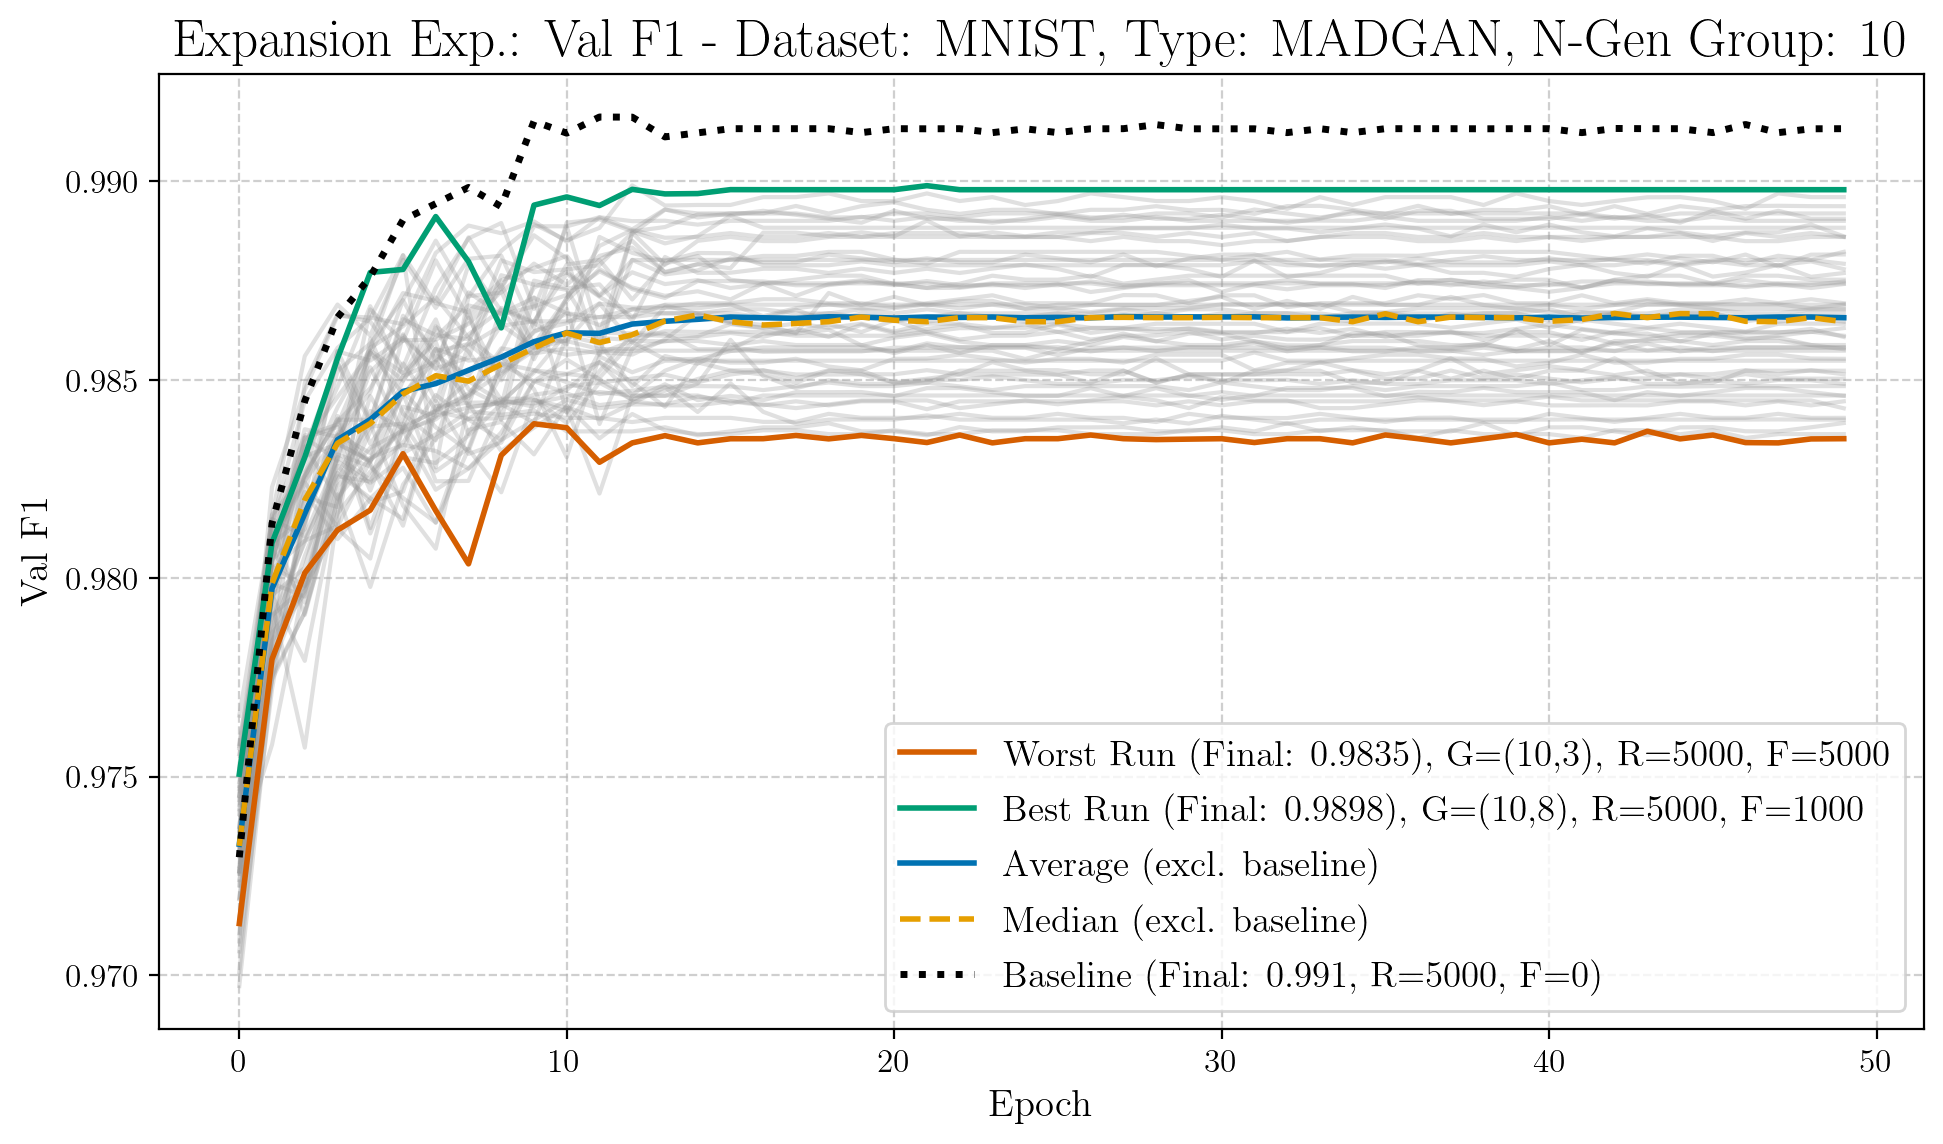 Expansion Exp.: Val F1 - Dataset: MNIST, Type: MADGAN, N-Gen Group: 10
Val F1
0.990
0.985
0.980
0.975
0.970
Worst Run (Final: 0.9835), G=(10,3), R=5000, F=5000
Best Run (Final: 0.9898), G=(10,8), R=5000, F=1000
Average (excl. baseline)
Median (excl. baseline)
Baseline (Final: 0.991, R=5000, F=0)
0 10 20 30 40 50
Epoch